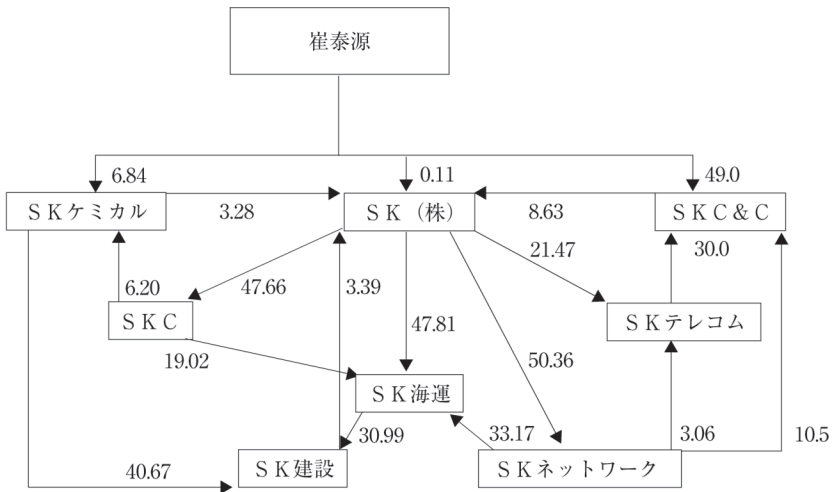 崔泰源
6.84
0.11
49.0
ＳＫケミカル
3.28
ＳＫ（株）
8.63
ＳＫＣ＆Ｃ
21.47
30.0
6.20
47.66
3.39
ＳＫＣ
47.81
ＳＫテレコム
19.02
50.36
ＳＫ海運
30.99
33.17
3.06
10.5
40.67
ＳＫ建設
ＳＫネットワーク